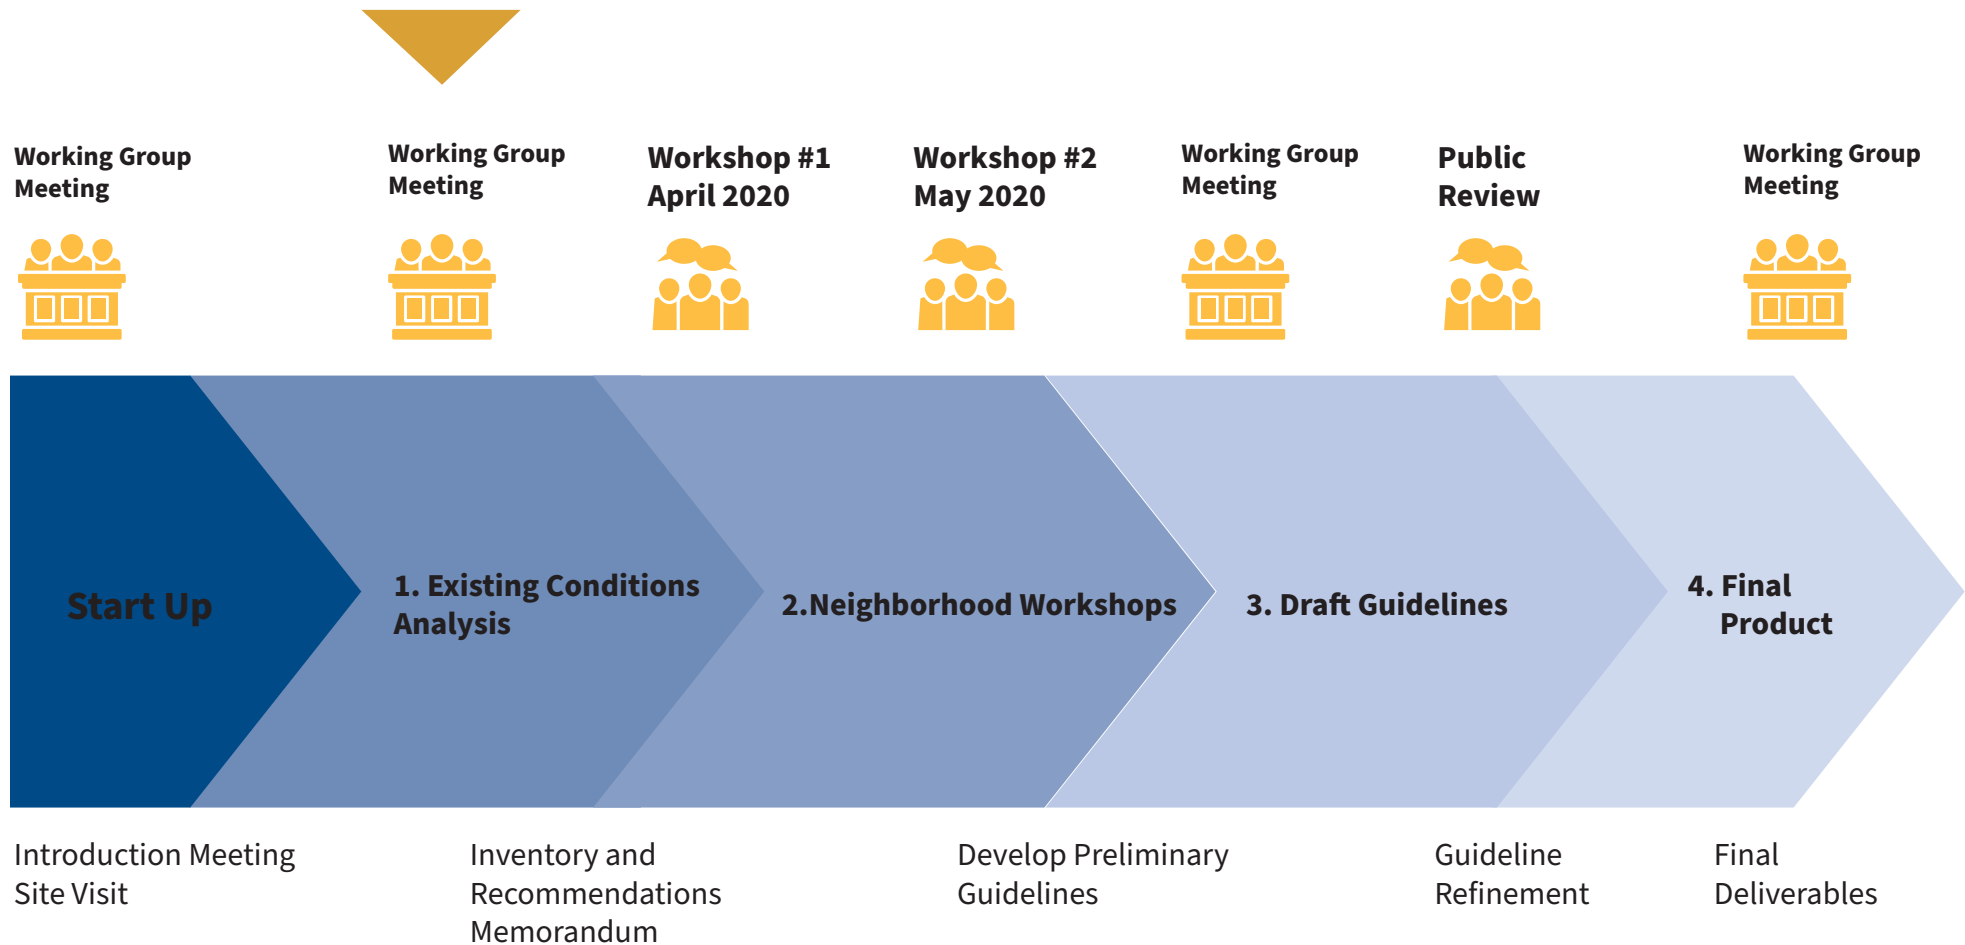 Working Group
Meeting
Working Group
Meeting
Workshop #1
April 2020
Workshop #2
May 2020
Working Group
Meeting
Public
Review
Working Group
Meeting
Start Up
1. Existing Conditions
Analysis
2.Neighborhood Workshops
3. Draft Guidelines
4. Final
Product
Introduction Meeting
Site Visit
Inventory and
Recommendations
Memorandum
Develop Preliminary
Guidelines
Guideline
Refinement
Final
Deliverables